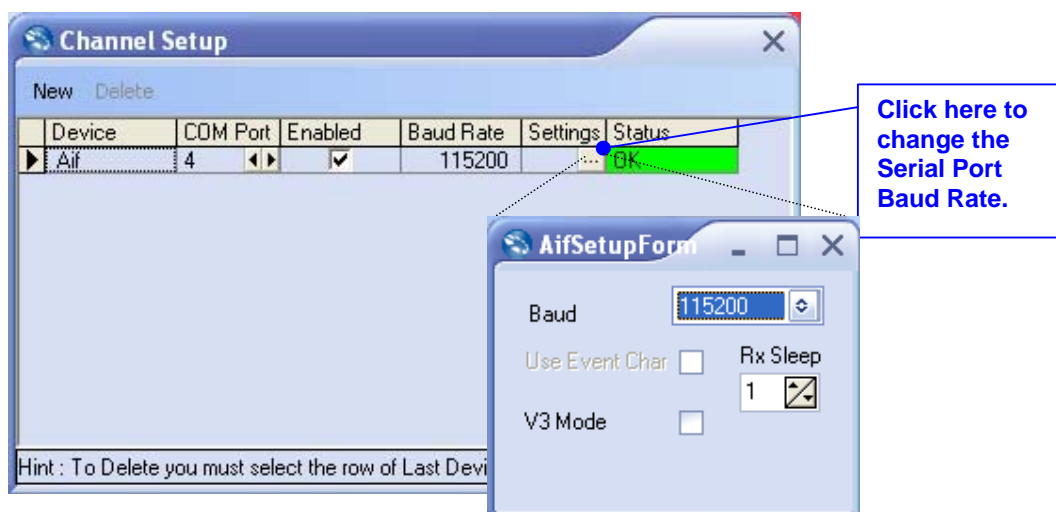 Channel Setup
New Delete
Device COM Port Enabled Baud Rate Settings Status
Aif 4 115200 ... OK
Click here to
change the
Serial Port
Baud Rate.
AifSetupForm
Baud 115200
Use Event Char Rx Sleep
1
V3 Mode
Hint : To Delete you must select the row of Last Devi